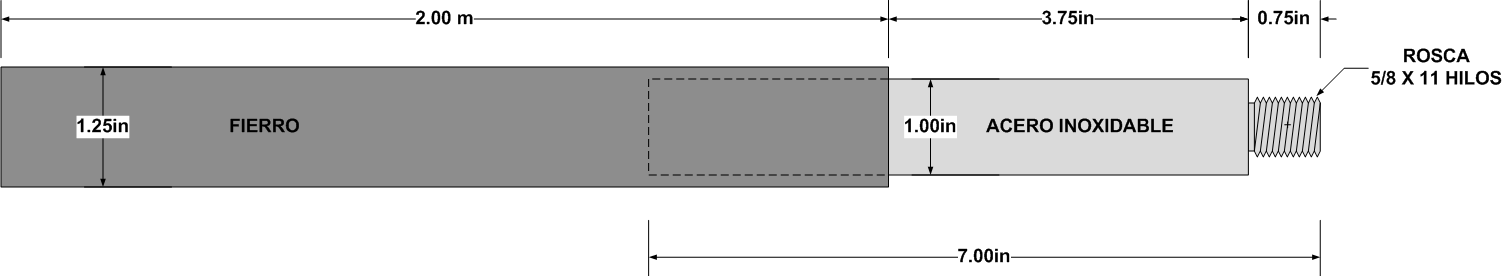 2.00 m
3.75in
0.75in
ROSCA
5/8 X 11 HILOS
1.25in
FIERRO
1.00in
ACERO INOXIDABLE
7.00in